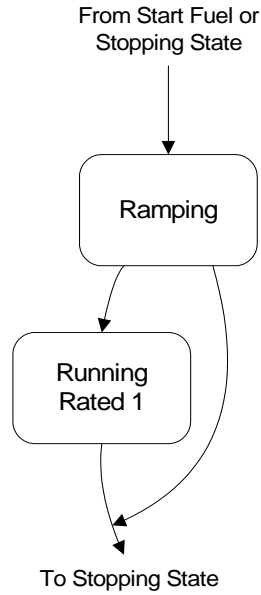 From Start Fuel or
Stopping State
Ramping
Running
Rated 1
To Stopping State